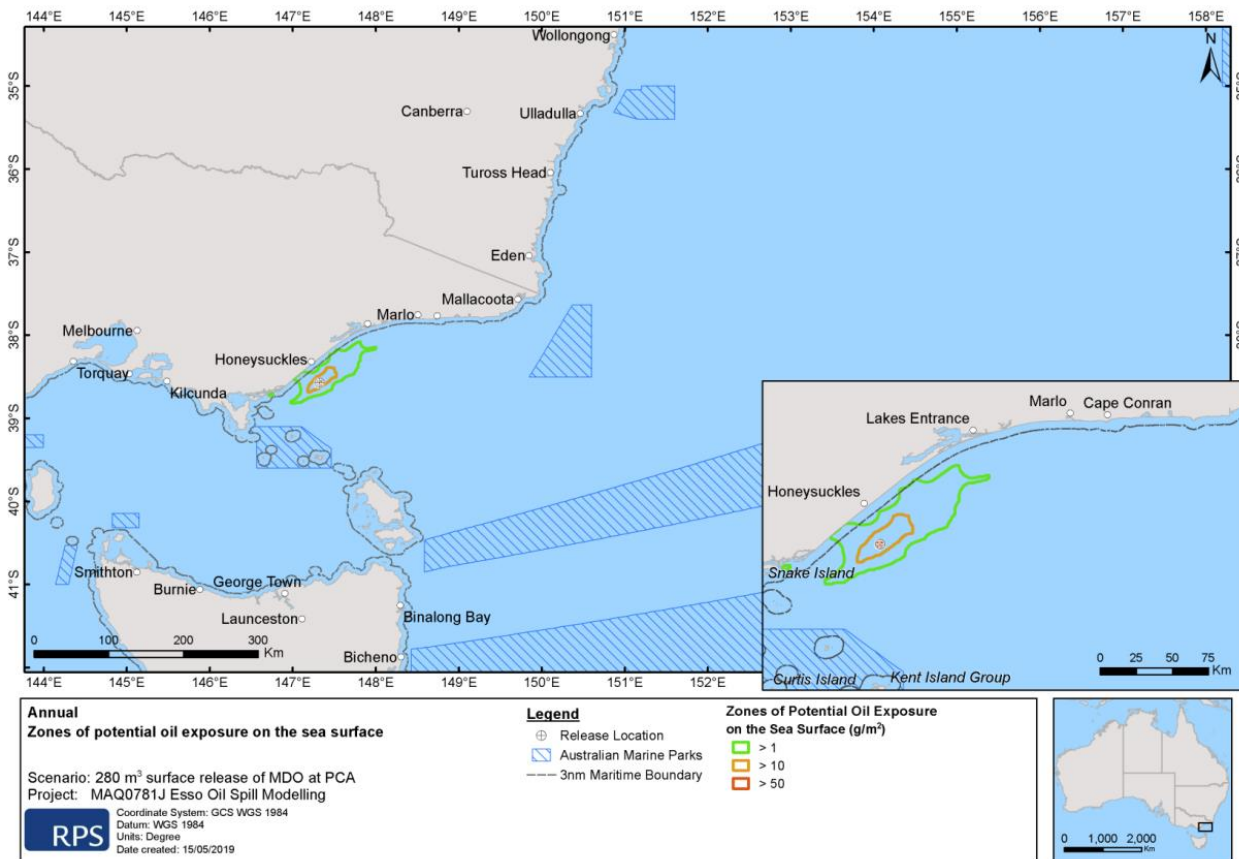 144°E 145°E 146°E 147°E 148°E 149°E 150°E 151°E 152°E 153°E 154°E 155°E 156°E 157°E 158°E
Wollongong
N
35°S
Canberra
Ulladulla
36°S
Tuross Head
37°S
Eden
Mallacoota
Marlo
38°S
Melbourne
Honeysuckles
Torquay
Kilcunda
39°S
40°S
41°S
Smithton
Burnie
George Town
Launceston
Binalong Bay
Bicheno
0 100 200 300
Km
144°E 145°E 146°E 147°E 148°E 149°E 150°E 151°E 152°E 153°E 154°E 155°E 156°E 157°E 158°E
Marlo
Cape Conran
Lakes Entrance
Honeysuckles
Snake Island
Curtis Island
Kent Island Group
0 25 50 75
Km
Annual
Zones of potential oil exposure on the sea surface
Scenario: 280 m³ surface release of MDO at PCA
Project: MAQ0781J Esso Oil Spill Modelling
RPS
Coordinate System: GCS WGS 1984
Datum: WGS 1984
Units: Degree
Date created: 15/05/2019
Legend
Release Location
Australian Marine Parks
3nm Maritime Boundary
Zones of Potential Oil Exposure
on the Sea Surface (g/m²)
> 1
> 10
> 50
0 1,000 2,000
Km